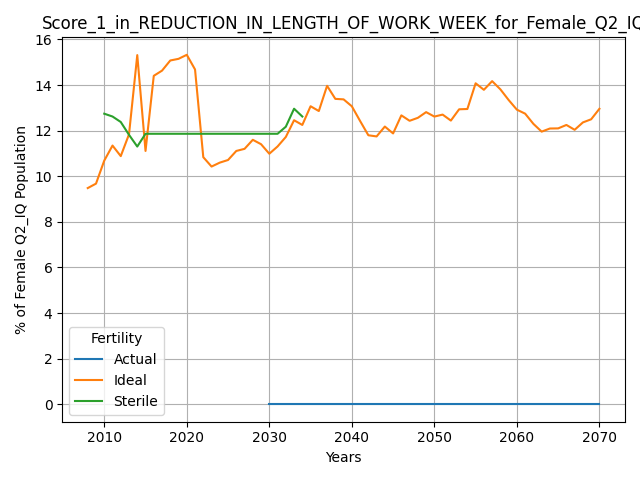 Score_1_in_REDUCTION_IN_LENGTH_OF_WORK_WEEK_for_Female_Q2_IQ
16
14
12
10
8
6
4
2
0
% of Female Q2_IQ Population
Fertility
Actual
Ideal
Sterile
2010 2020 2030 2040 2050 2060 2070
Years